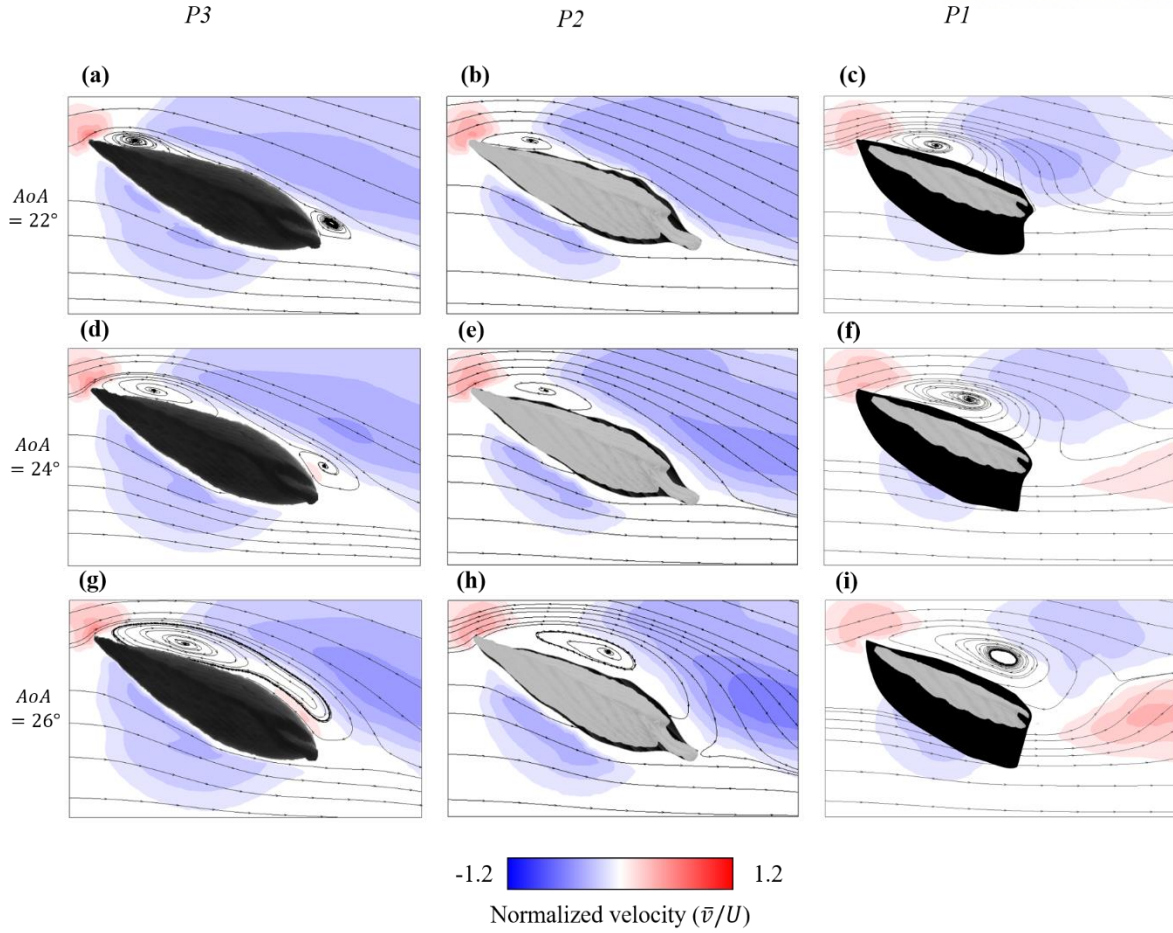 P3 P2 P1
(a) (b) (c)
AoA
= 22°
(d) (e) (f)
AoA
= 24°
(g) (h) (i)
AoA
= 26°
-1.2 1.2
Normalized velocity (v̄/U)